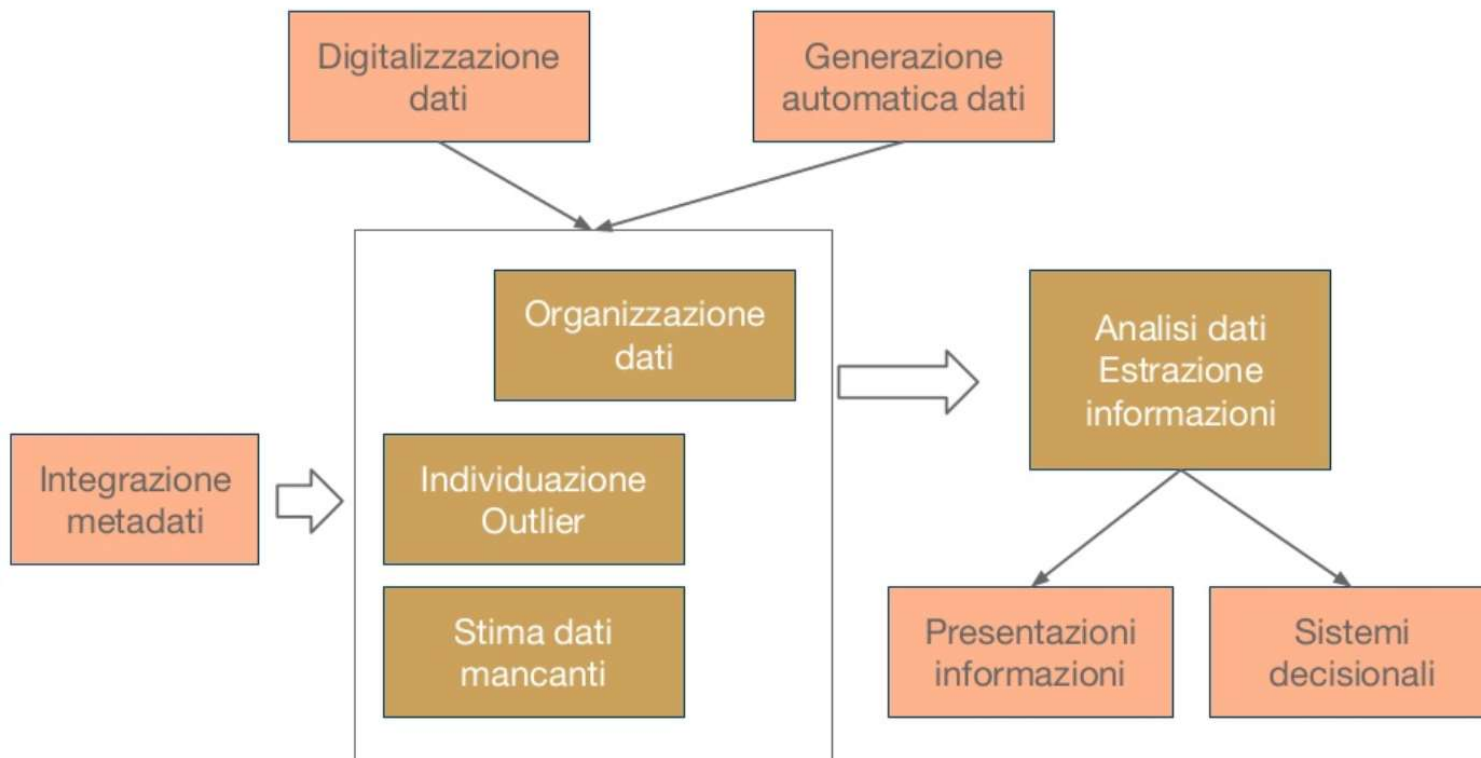 Digitalizzazione
dati
Generazione
automatica dati
Organizzazione
dati
Analisi dati
Estrazione
informazioni
Integrazione
metadati
Individuazione
Outlier
Stima dati
mancanti
Presentazioni
informazioni
Sistemi
decisionali